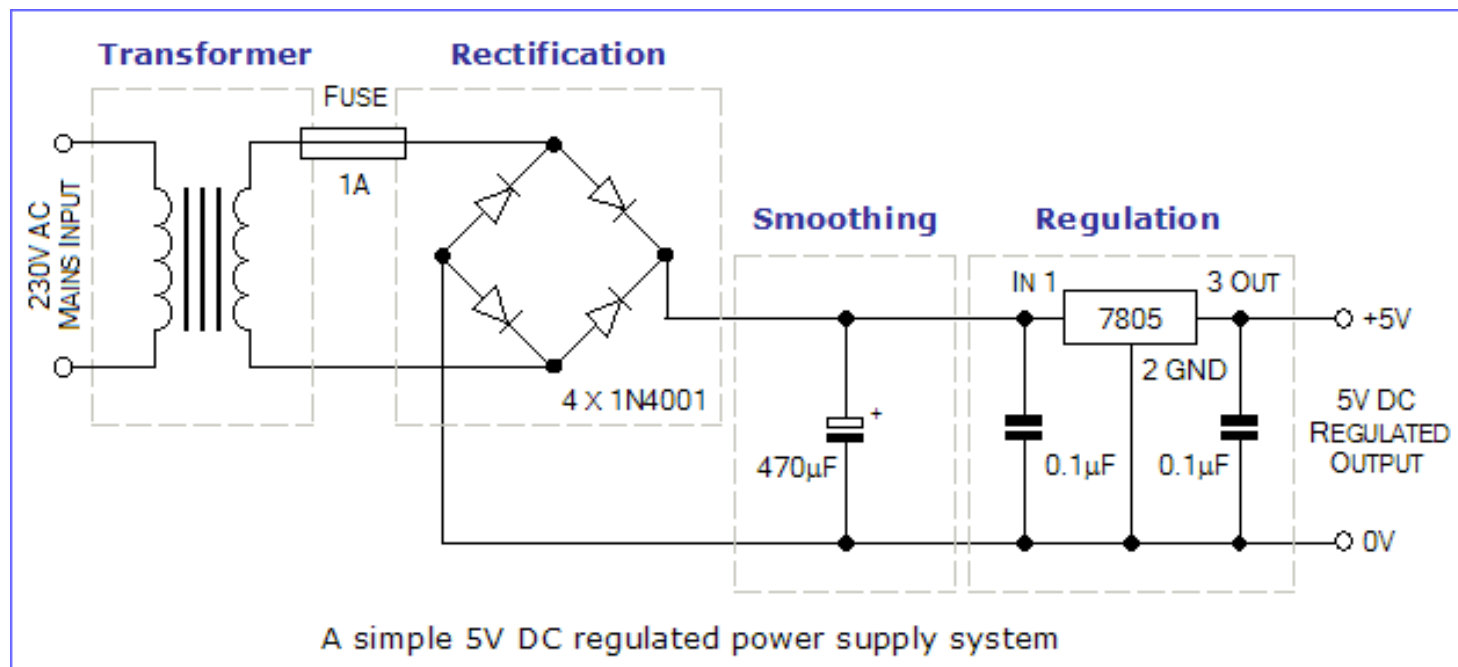 Transformer
Rectification
FUSE
1A
230V AC
MAINS INPUT
4 X 1N4001
Smoothing
Regulation
IN 1
3 OUT
7805
2 GND
+5V
+
470µF
0.1µF
0.1µF
5V DC
REGULATED
OUTPUT
0V
A simple 5V DC regulated power supply system